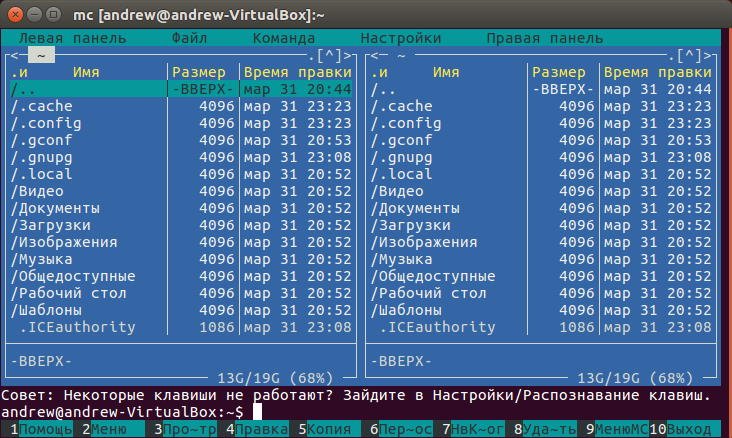 mc [andrew@andrew-VirtualBox]:~
Левая панель Файл Команда Настройки Правая панель
<─ ~ ─.[^]> <─ ~ ─.[^]>
.и Имя Размер Время правки .и Имя Размер Время правки
/.. -ВВЕРХ- мар 31 20:44 /.. -ВВЕРХ- мар 31 20:44
/.cache 4096 мар 31 23:23 /.cache 4096 мар 31 23:23
/.config 4096 мар 31 23:23 /.config 4096 мар 31 23:23
/.gconf 4096 мар 31 20:53 /.gconf 4096 мар 31 20:53
/.gnupg 4096 мар 31 23:08 /.gnupg 4096 мар 31 23:08
/.local 4096 мар 31 20:52 /.local 4096 мар 31 20:52
/Видео 4096 мар 31 20:52 /Видео 4096 мар 31 20:52
/Документы 4096 мар 31 20:52 /Документы 4096 мар 31 20:52
/Загрузки 4096 мар 31 20:52 /Загрузки 4096 мар 31 20:52
/Изображения 4096 мар 31 20:52 /Изображения 4096 мар 31 20:52
/Музыка 4096 мар 31 20:52 /Музыка 4096 мар 31 20:52
/Общедоступные 4096 мар 31 20:52 /Общедоступные 4096 мар 31 20:52
/Рабочий стол 4096 мар 31 20:52 /Рабочий стол 4096 мар 31 20:52
/Шаблоны 4096 мар 31 20:52 /Шаблоны 4096 мар 31 20:52
.ICEauthority 1086 мар 31 23:08 .ICEauthority 1086 мар 31 23:08
-ВВЕРХ- -ВВЕРХ-
13G/19G (68%) 13G/19G (68%)
Совет: Некоторые клавиши не работают? Зайдите в Настройки/Распознавание клавиш.
andrew@andrew-VirtualBox:~$
1Помощь 2Меню 3Про~тр 4Правка 5Копия 6Пер~ос 7НвК~ог 8Уда~ть 9МенюMC 10Выход